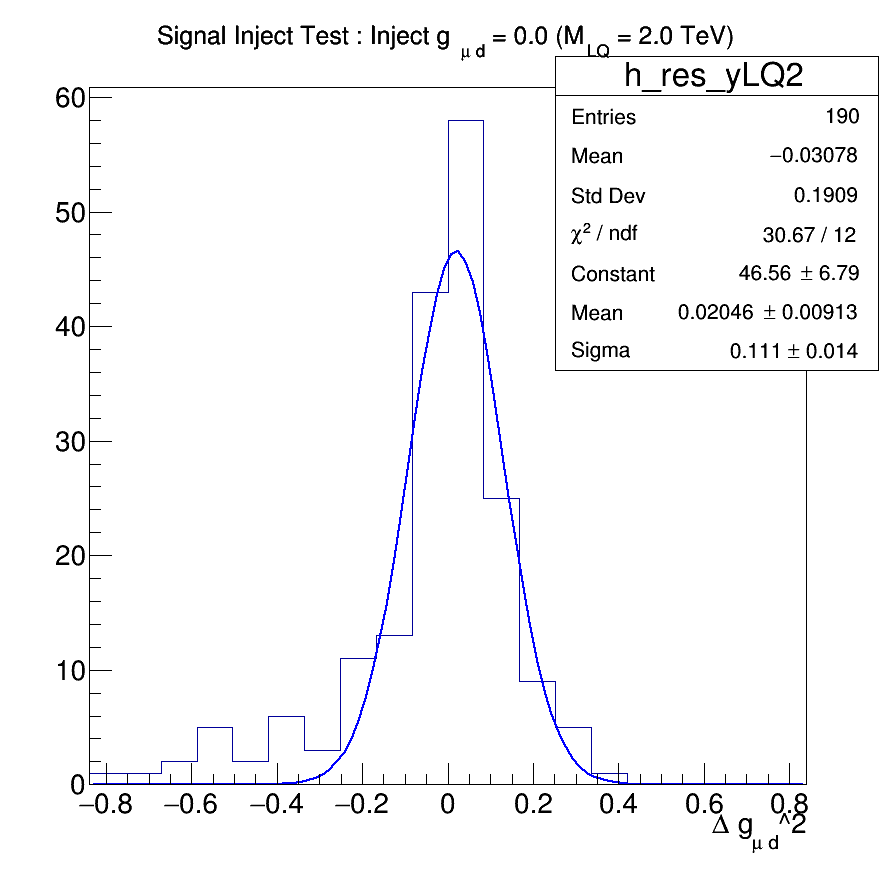 Signal Inject Test : Inject g μ d = 0.0 (M LQ = 2.0 TeV)
h_res_yLQ2
Entries 190
Mean −0.03078
Std Dev 0.1909
χ² / ndf 30.67 / 12
Constant 46.56 ± 6.79
Mean 0.02046 ± 0.00913
Sigma 0.111 ± 0.014
60
50
40
30
20
10
0
−0.8 −0.6 −0.4 −0.2 0 0.2 0.4 0.6 0.8
Δ g μ d ^2